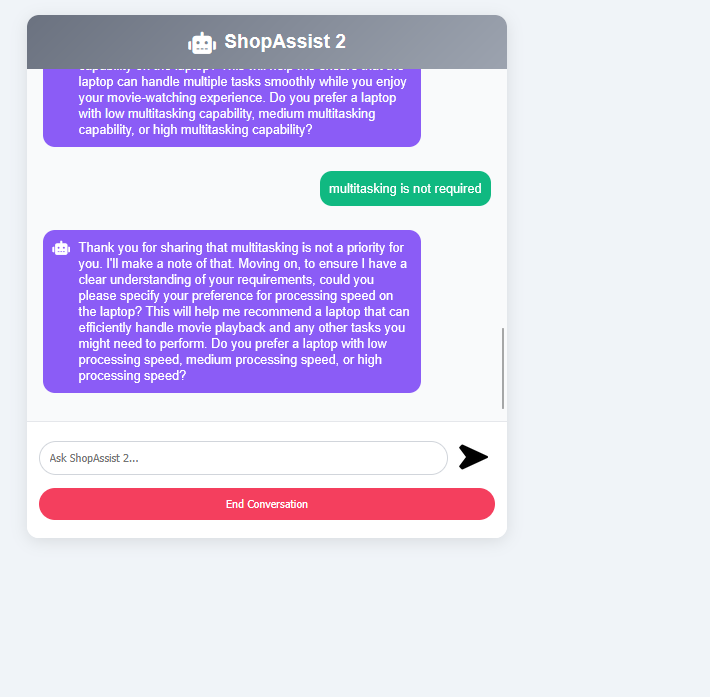 ShopAssist 2
laptop can handle multiple tasks smoothly while you enjoy
your movie-watching experience. Do you prefer a laptop
with low multitasking capability, medium multitasking
capability, or high multitasking capability?
multitasking is not required
Thank you for sharing that multitasking is not a priority for
you. I'll make a note of that. Moving on, to ensure I have a
clear understanding of your requirements, could you
please specify your preference for processing speed on
the laptop? This will help me recommend a laptop that can
efficiently handle movie playback and any other tasks you
might need to perform. Do you prefer a laptop with low
processing speed, medium processing speed, or high
processing speed?
Ask ShopAssist 2...
End Conversation